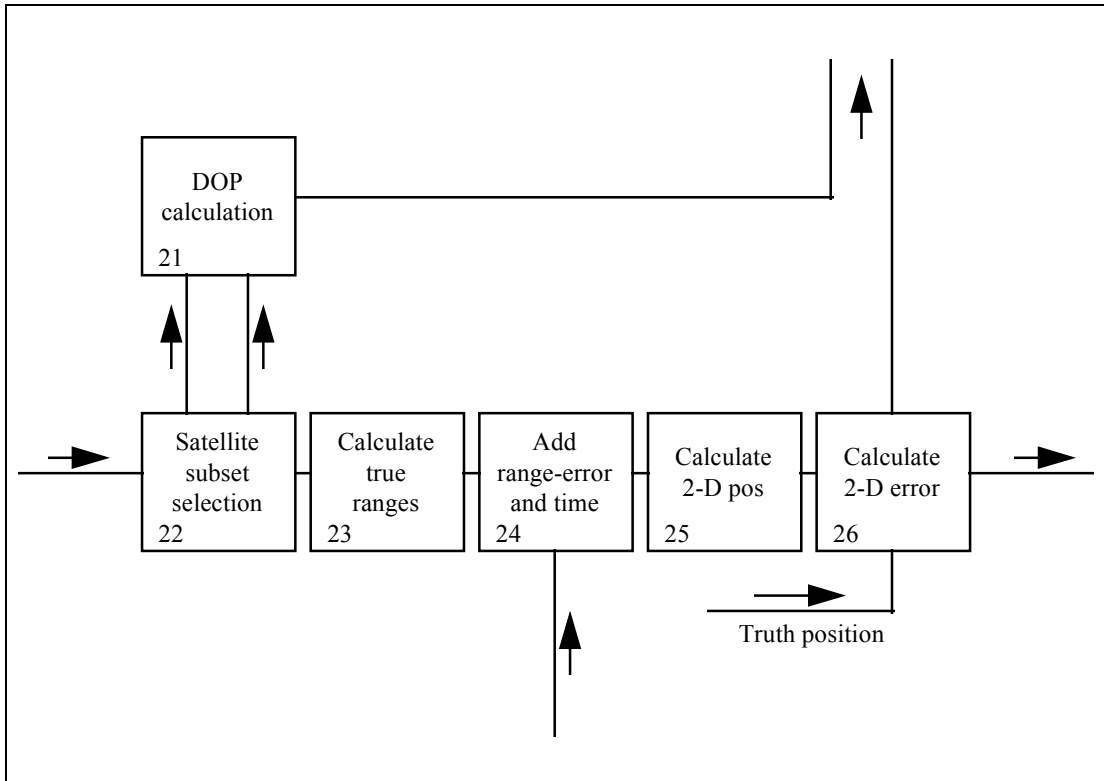 DOP
calculation
21
Satellite
subset
selection
22
Calculate
true
ranges
23
Add
range-error
and time
24
Calculate
2-D pos
25
Calculate
2-D error
26
Truth position